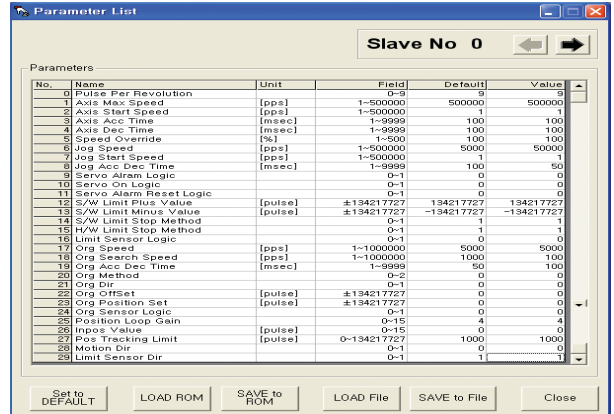 Parameter List
Slave No 0
Parameters
No, Name Unit Field Default Value
0 Pulse Per Revolution 0~9 9 9
1 Axis Max Speed [pps] 1~500000 500000 500000
2 Axis Start Speed [pps] 1~500000 1 1
3 Axis Acc Time [msec] 1~9999 100 100
4 Axis Dec Time [msec] 1~9999 100 100
5 Speed Override [%] 1~500 100 100
6 Jog Speed [pps] 1~500000 5000 50000
7 Jog Start Speed [pps] 1~500000 1 1
8 Jog Acc Dec Time [msec] 1~9999 100 50
9 Servo Alram Logic 0~1 0 0
10 Servo On Logic 0~1 0 0
11 Servo Alarm Reset Logic 0~1 0 0
12 S/W Limit Plus Value [pulse] ±134217727 134217727 134217727
13 S/W Limit Minus Value [pulse] ±134217727 -134217727 -134217727
14 S/W Limit Stop Method 0~1 1 1
15 H/W Limit Stop Method 0~1 1 1
16 Limit Sensor Logic 0~1 0 0
17 Org Speed [pps] 1~1000000 5000 5000
18 Org Search Speed [pps] 1~1000000 1000 100
19 Org Acc Dec Time [msec] 1~9999 50 100
20 Org Method 0~2 0 0
21 Org Dir 0~1 0 0
22 Org OffSet [pulse] ±134217727 0 0
23 Org Position Set [pulse] ±134217727 0 0
24 Org Sensor Logic 0~1 0 0
25 Position Loop Gain 0~15 4 4
26 Inpos Value [pulse] 0~15 0 0
27 Pos Tracking Limit [pulse] 0~134217727 1000 1000
28 Motion Dir 0~1 0 0
29 Limit Sensor Dir 0~1 1 1
Set to DEFAULT LOAD ROM SAVE to ROM LOAD File SAVE to File Close